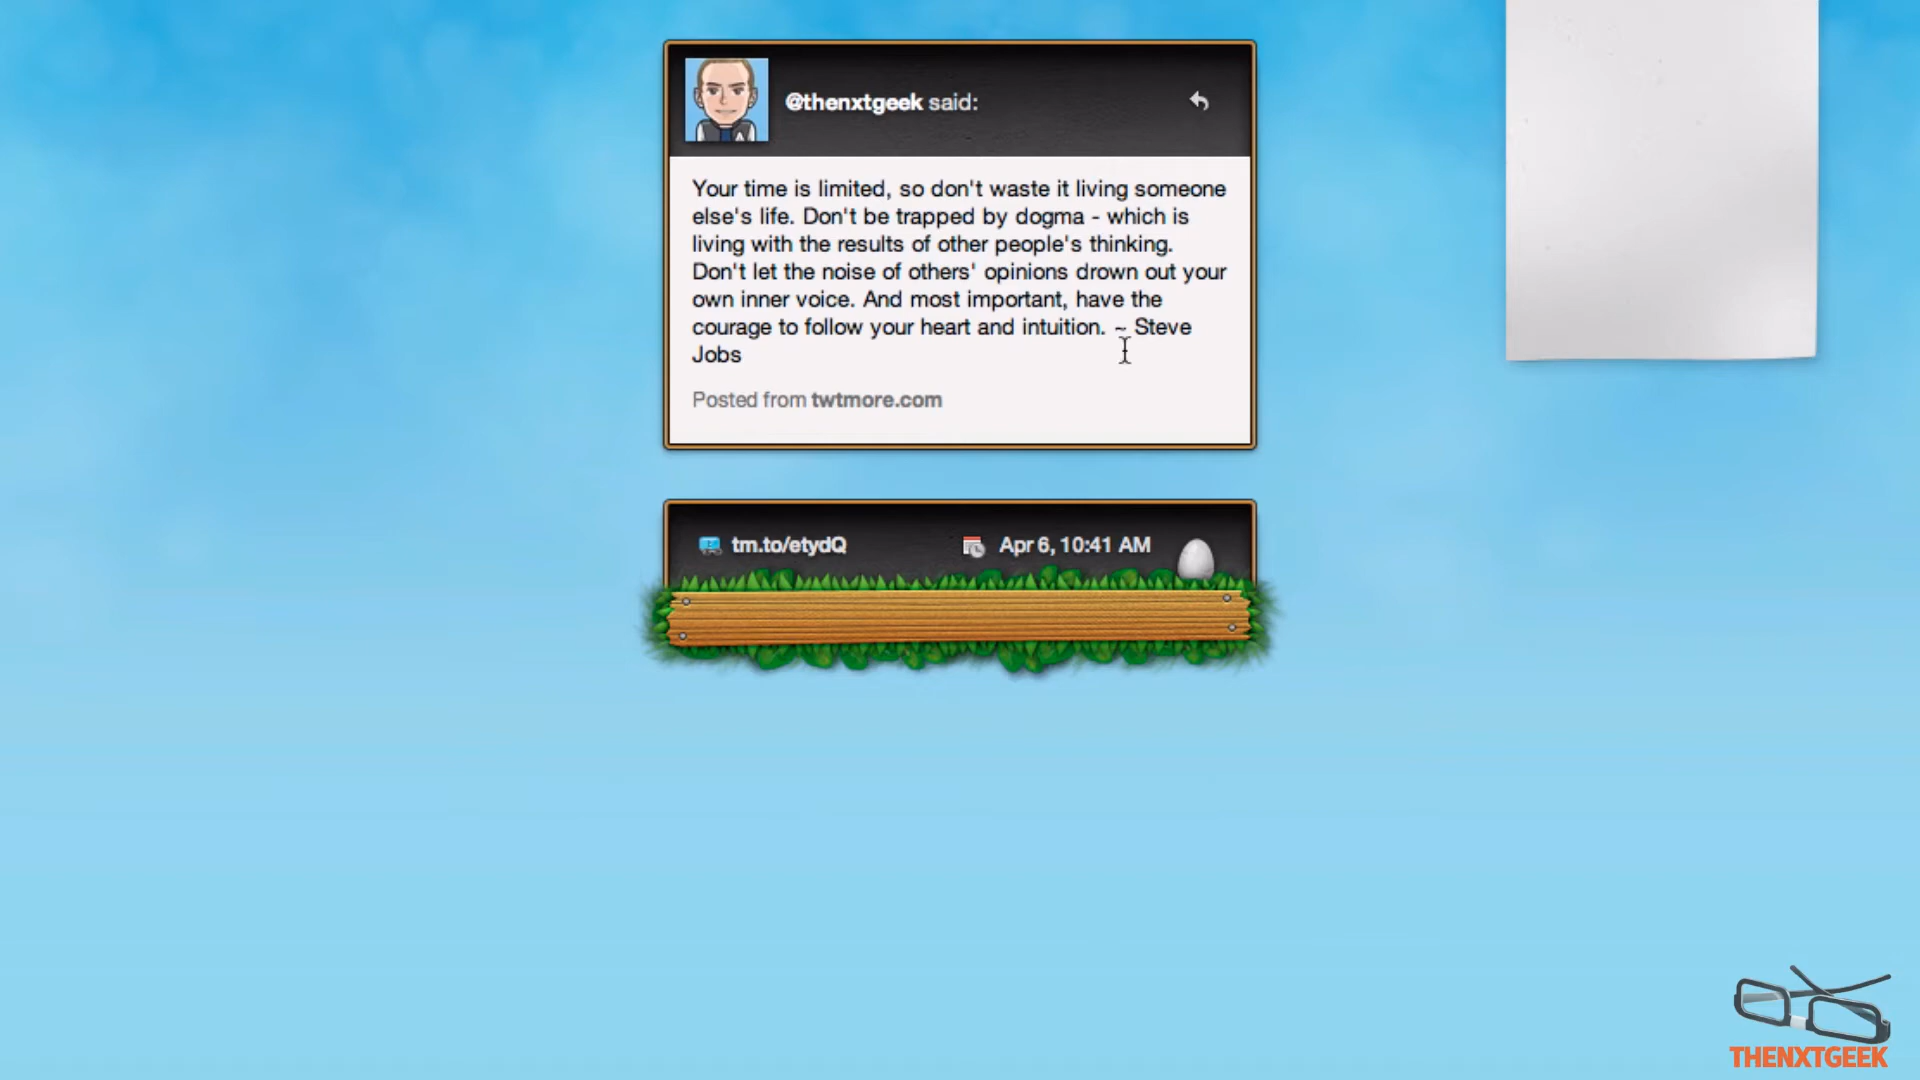 @thenxtgeek said:
Your time is limited, so don't waste it living someone
else's life. Don't be trapped by dogma - which is
living with the results of other people's thinking.
Don't let the noise of others' opinions drown out your
own inner voice. And most important, have the
courage to follow your heart and intuition. ~ Steve
Jobs
Posted from twtmore.com
tm.to/etydQ
Apr 6, 10:41 AM
THENXTGEEK